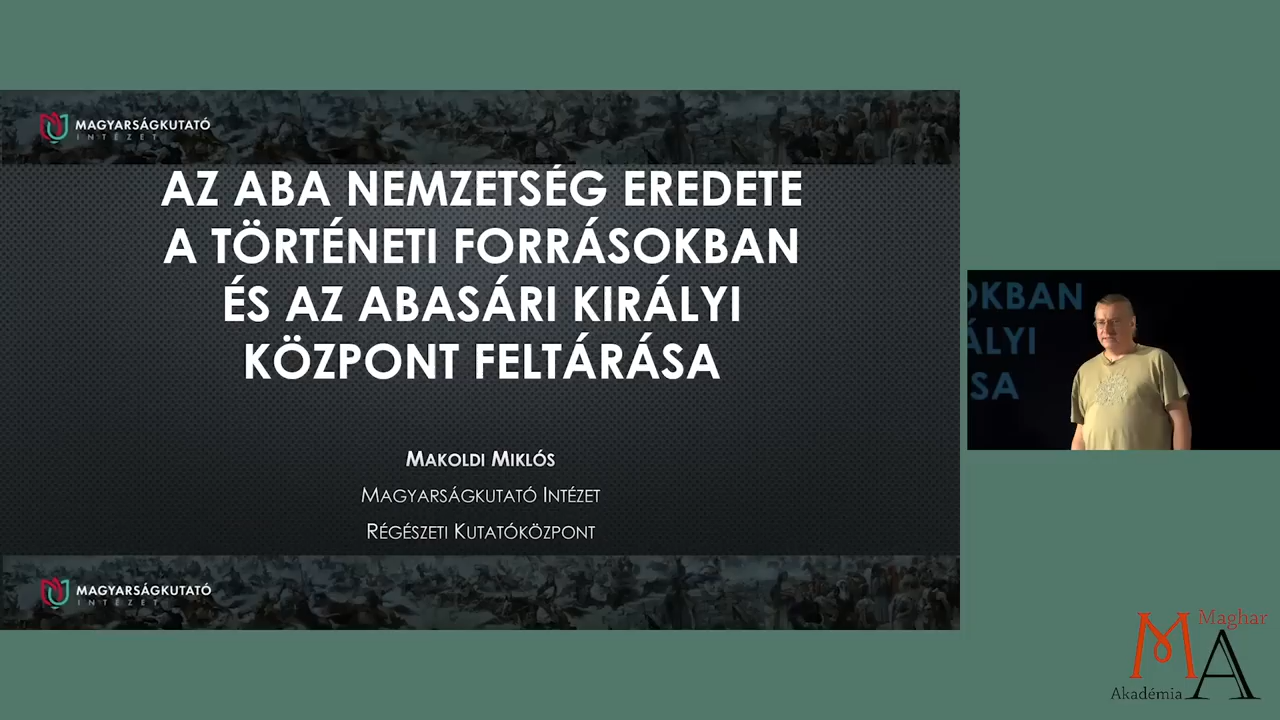 MAGYARSÁGKUTATÓ
INTÉZET
AZ ABA NEMZETSÉG EREDETE
A TÖRTÉNETI FORRÁSOKBAN
ÉS AZ ABASÁRI KIRÁLYI
KÖZPONT FELTÁRÁSA
MAKOLDI MIKLÓS
MAGYARSÁGKUTATÓ INTÉZET
RÉGÉSZETI KUTATÓKÖZPONT
MAGYARSÁGKUTATÓ
INTÉZET
OKBAN
ÁLYI
SA
Maghar
MA
Akadémia